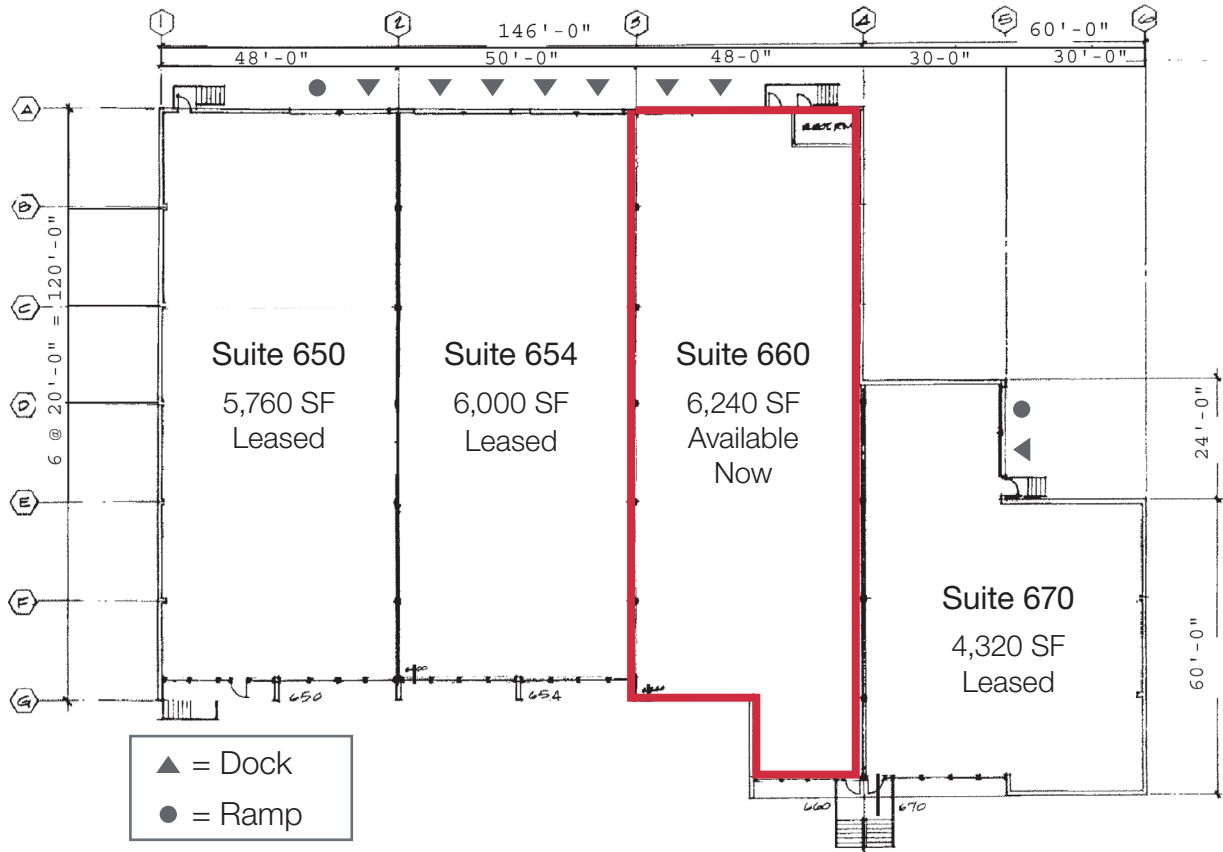 1
2
3
4
5
6
146'-0"
60'-0"
48'-0"
50'-0"
48-0"
30-0"
30'-0"
A
B
C
D
E
F
G
6 @ 20'-0" = 120'-0"
Suite 650
5,760 SF
Leased
Suite 654
6,000 SF
Leased
Suite 660
6,240 SF
Available
Now
24'-0"
Suite 670
4,320 SF
Leased
60'-0"
650
654
660
670
= Dock
= Ramp